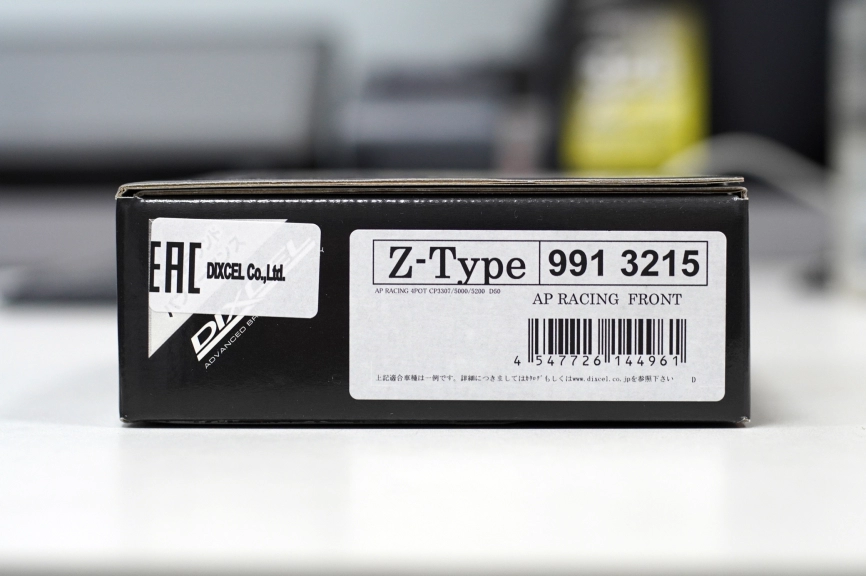 EAC DIXCEL Co.,Ltd.
DIXCEL
Z-Type 991 3215
AP RACING 4POT CP3307/5000/5200 D50
AP RACING FRONT
4 547726 144961
上記適合車種は一例です。詳細につきましてはｶﾀﾛｸﾞもしくはwww.dixcel.co.jpを参照下さい D